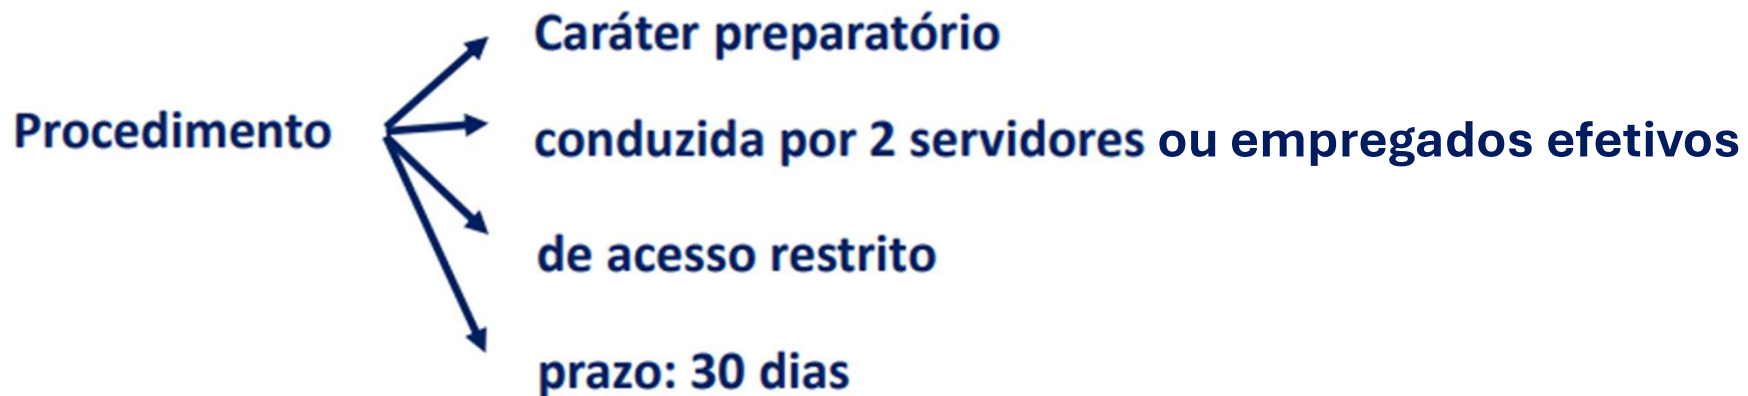 Caráter preparatório
Procedimento
conduzida por 2 servidores ou empregados efetivos
de acesso restrito
prazo: 30 dias